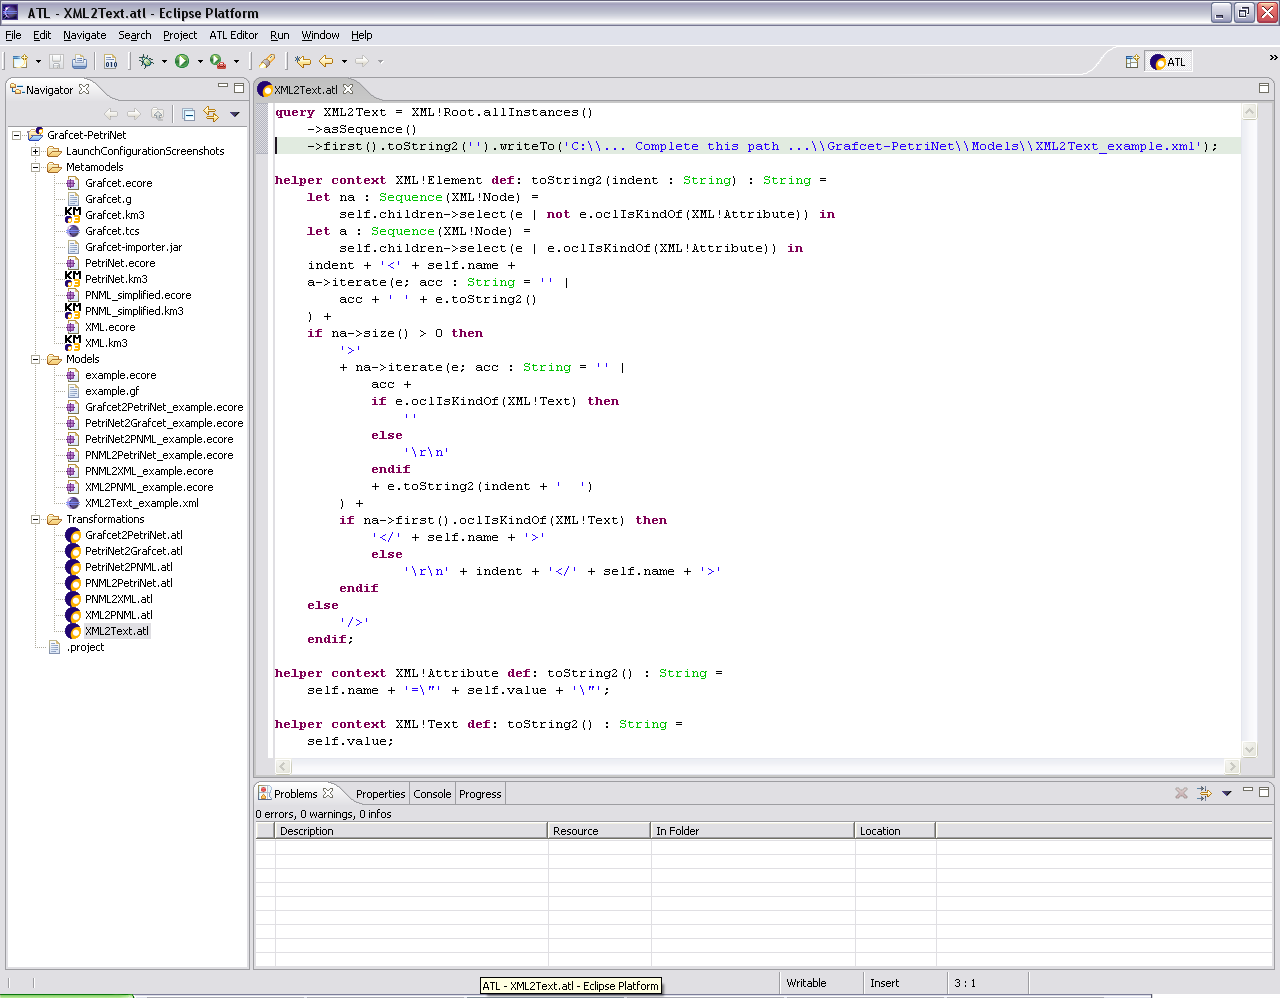 ATL - XML2Text.atl - Eclipse Platform
File Edit Navigate Search Project ATL Editor Run Window Help
ATL
Navigator
Grafcet-PetriNet
LaunchConfigurationScreenshots
Metamodels
Grafcet.ecore
Grafcet.g
Grafcet.km3
Grafcet.tcs
Grafcet-importer.jar
PetriNet.ecore
PetriNet.km3
PNML_simplified.ecore
PNML_simplified.km3
XML.ecore
XML.km3
Models
example.ecore
example.gf
Grafcet2PetriNet_example.ecore
PetriNet2Grafcet_example.ecore
PetriNet2PNML_example.ecore
PNML2PetriNet_example.ecore
PNML2XML_example.ecore
XML2PNML_example.ecore
XML2Text_example.xml
Transformations
Grafcet2PetriNet.atl
PetriNet2Grafcet.atl
PetriNet2PNML.atl
PNML2PetriNet.atl
PNML2XML.atl
XML2PNML.atl
XML2Text.atl
.project
XML2Text.atl
query XML2Text = XML!Root.allInstances()
->asSequence()
->first().toString2('').writeTo('C:\\... Complete this path ...\\Grafcet-PetriNet\\Models\\XML2Text_example.xml');
helper context XML!Element def: toString2(indent : String) : String =
let na : Sequence(XML!Node) =
self.children->select(e | not e.oclIsKindOf(XML!Attribute)) in
let a : Sequence(XML!Node) =
self.children->select(e | e.oclIsKindOf(XML!Attribute)) in
indent + '<' + self.name +
a->iterate(e; acc : String = '' |
acc + ' ' + e.toString2()
) +
if na->size() > 0 then
'>'
+ na->iterate(e; acc : String = '' |
acc +
if e.oclIsKindOf(XML!Text) then
''
else
'\r\n'
endif
+ e.toString2(indent + '  ')
) +
if na->first().oclIsKindOf(XML!Text) then
'</' + self.name + '>'
else
'\r\n' + indent + '</' + self.name + '>'
endif
else
'/>'
endif;
helper context XML!Attribute def: toString2() : String =
self.name + '=\"' + self.value + '\"';
helper context XML!Text def: toString2() : String =
self.value;
Problems Properties Console Progress
0 errors, 0 warnings, 0 infos
Description Resource In Folder Location
ATL - XML2Text.atl - Eclipse Platform
Writable Insert 3 : 1